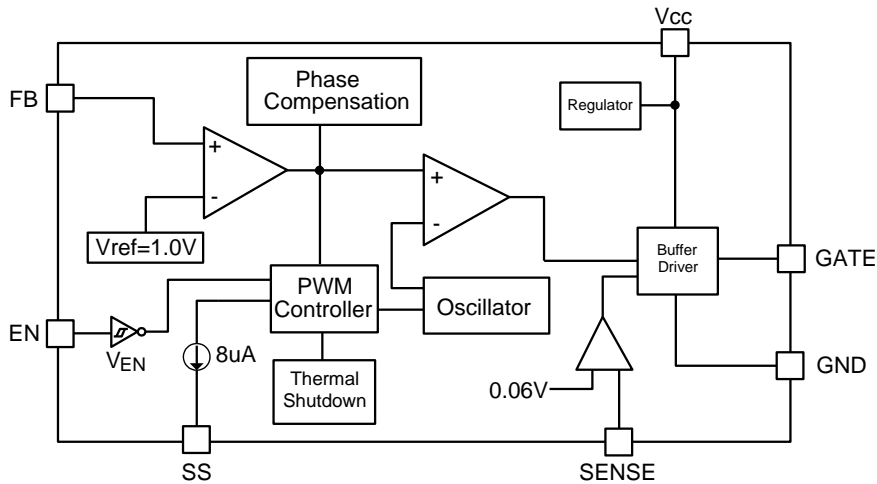 Vcc
FB
Phase
Compensation
Regulator
+
-
+
-
Vref=1.0V
Buffer
Driver
GATE
PWM
Controller
Oscillator
EN
VEN
8uA
Thermal
Shutdown
0.06V
GND
SS
SENSE